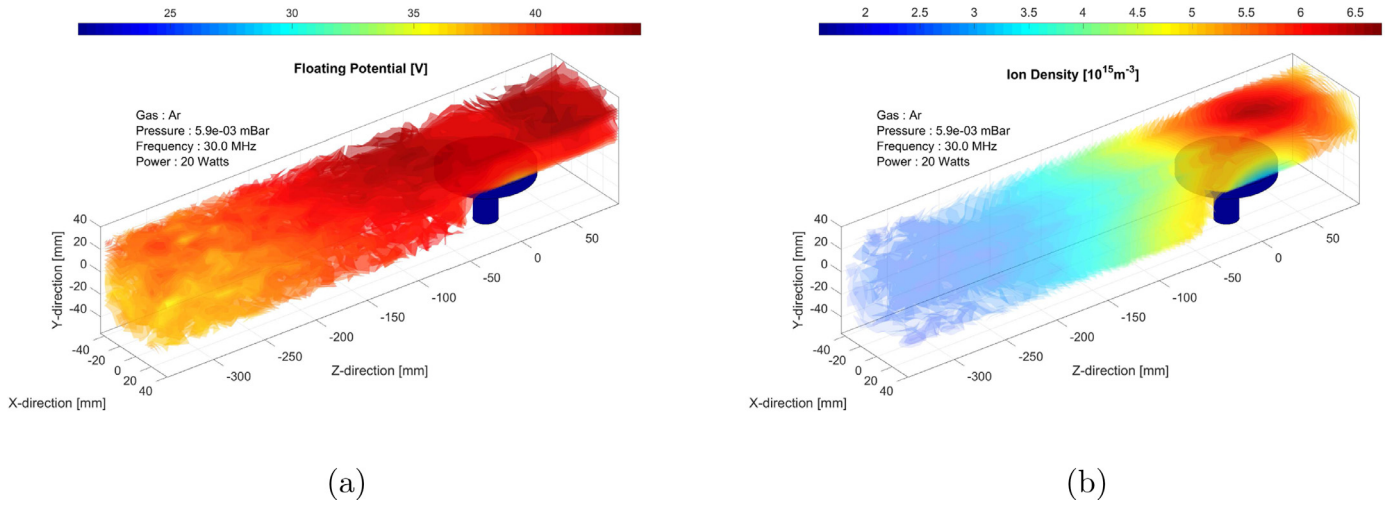 25 30 35 40
Floating Potential [V]
Gas : Ar
Pressure : 5.9e-03 mBar
Frequency : 30.0 MHz
Power : 20 Watts
40
20
0
-20
-40
Y-direction [mm]
-40
-20
0
20
40
X-direction [mm]
-300
-250
-200
-150
-100
-50
0
50
Z-direction [mm]
(a)
2 2.5 3 3.5 4 4.5 5 5.5 6 6.5
Ion Density [10¹⁵m⁻³]
Gas : Ar
Pressure : 5.9e-03 mBar
Frequency : 30.0 MHz
Power : 20 Watts
40
20
0
-20
-40
Y-direction [mm]
-40
-20
0
20
40
X-direction [mm]
-300
-250
-200
-150
-100
-50
0
50
Z-direction [mm]
(b)